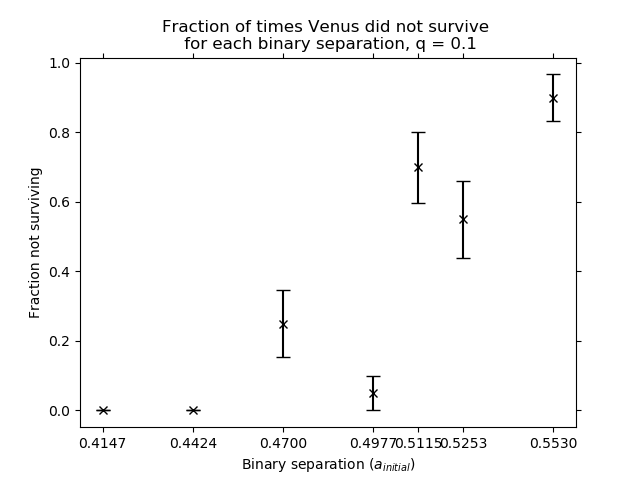 Fraction of times Venus did not survive
for each binary separation, q = 0.1
Fraction not surviving
1.0
0.8
0.6
0.4
0.2
0.0
0.4147 0.4424 0.4700 0.4977 0.5115 0.5253 0.5530
Binary separation (a_initial)